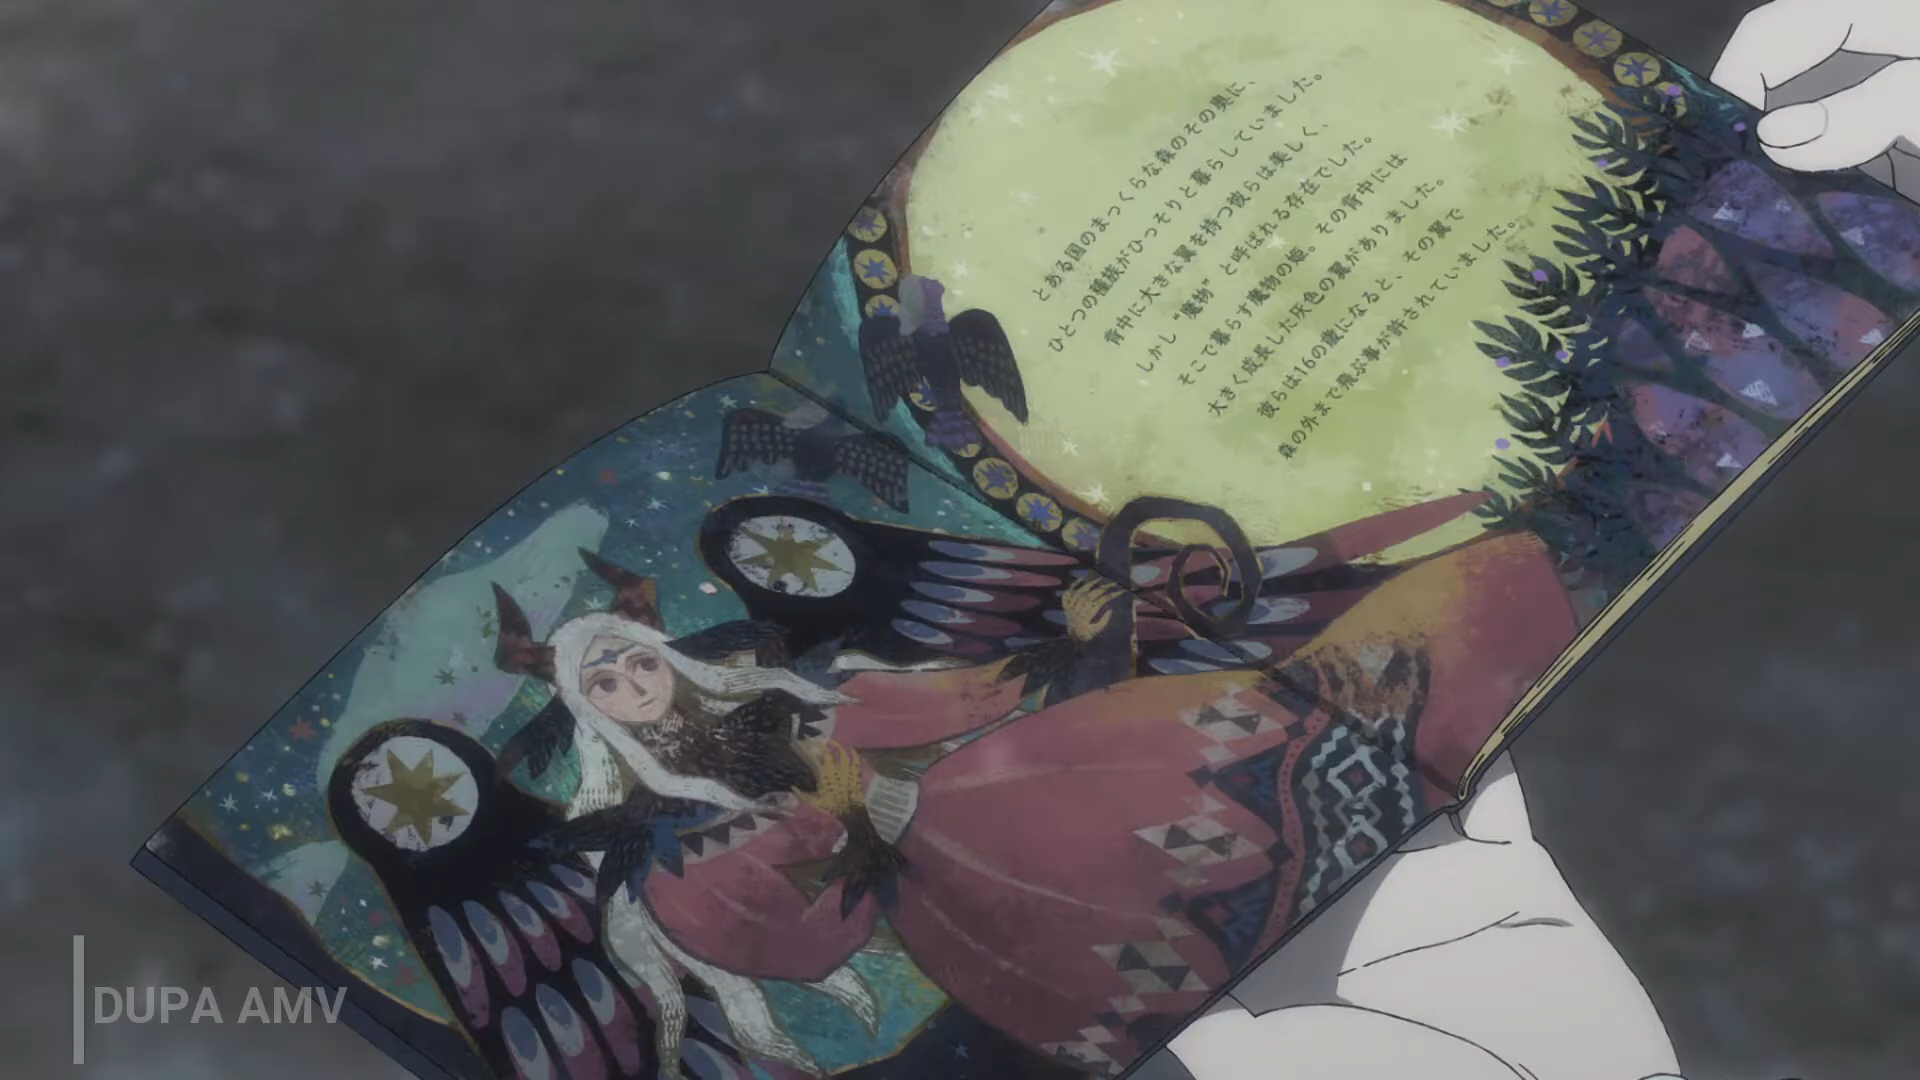 とある国のまっくらな森のその奥に、
ひとつの種族がひっそりと暮らしていました。
背中に大きな翼を持つ彼らは美しく、
しかし“魔物”と呼ばれる存在でした。
そこで暮らす魔物の姫。その背中には
大きく成長した灰色の翼がありました。
彼らは16の歳になると、その翼で
森の外まで飛ぶ事が許されていました。
DUPA AMV